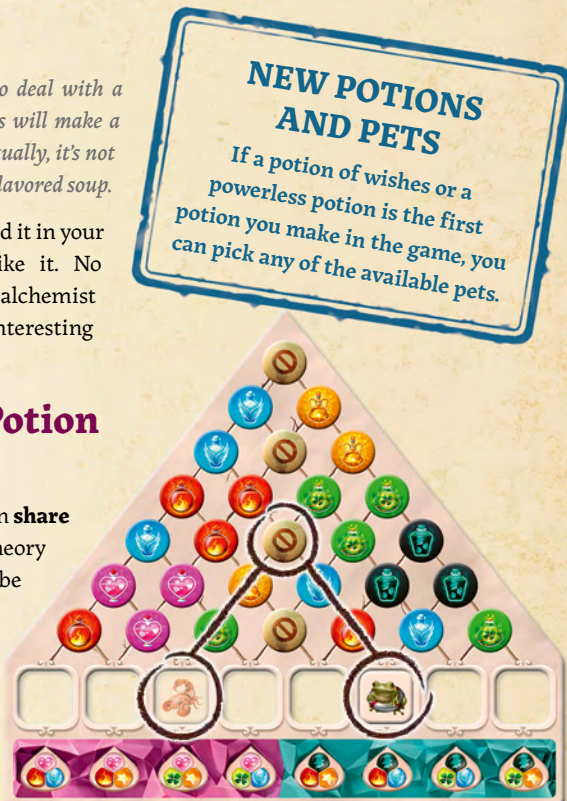 o deal with a
s will make a
tually, it's not
lavored soup.
d it in your
ike it. No
alchemist
nteresting
Potion
n share
heory
be
NEW POTIONS
AND PETS
If a potion of wishes or a
powerless potion is the first
potion you make in the game, you
can pick any of the available pets.